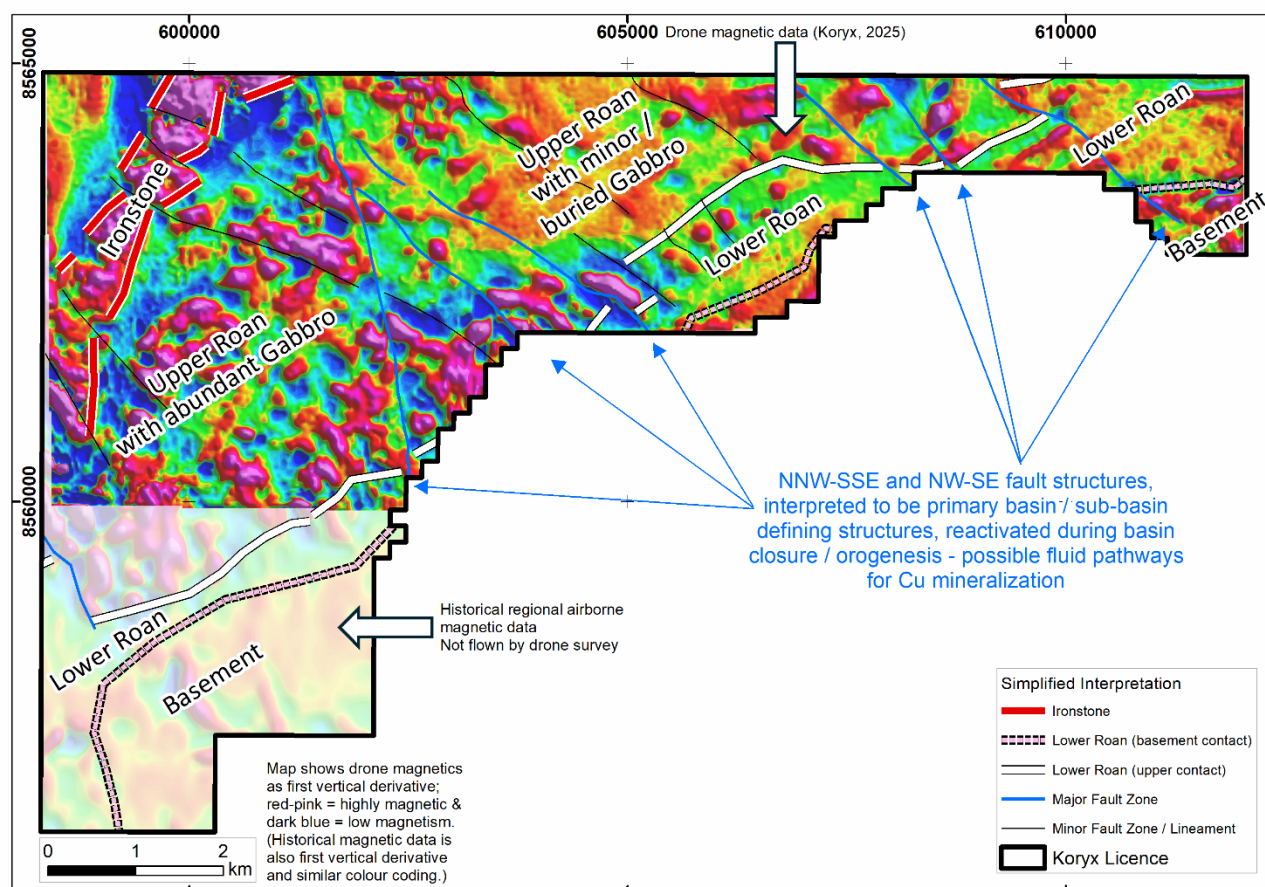 600000
605000
610000
Drone magnetic data (Koryx, 2025)
8565000
8560000
Ironstone
Upper Roan
with minor /
buried Gabbro
Lower Roan
Lower Roan
Basement
Upper Roan
with abundant Gabbro
NNW-SSE and NW-SE fault structures,
interpreted to be primary basin / sub-basin
defining structures, reactivated during basin
closure / orogenesis - possible fluid pathways
for Cu mineralization
Historical regional airborne
magnetic data
Not flown by drone survey
Lower Roan
Basement
Map shows drone magnetics
as first vertical derivative;
red-pink = highly magnetic &
dark blue = low magnetism.
(Historical magnetic data is
also first vertical derivative
and similar colour coding.)
0 1 2
km
Simplified Interpretation
Ironstone
Lower Roan (basement contact)
Lower Roan (upper contact)
Major Fault Zone
Minor Fault Zone / Lineament
Koryx Licence